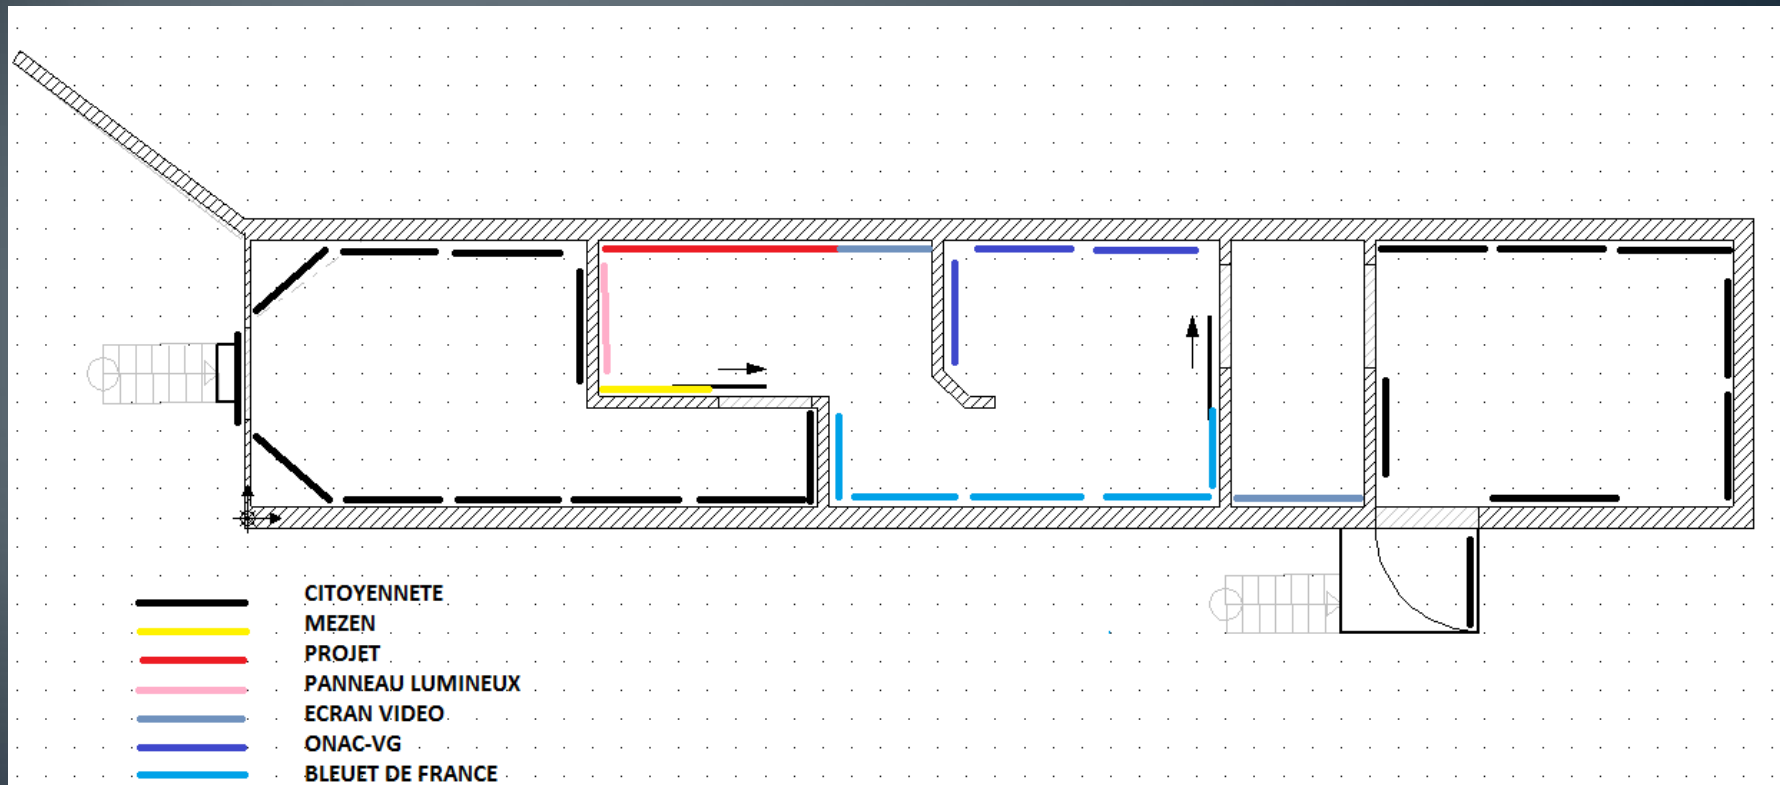 CITOYENNETE
MEZEN
PROJET
PANNEAU LUMINEUX
ECRAN VIDEO
ONAC-VG
BLEUET DE FRANCE